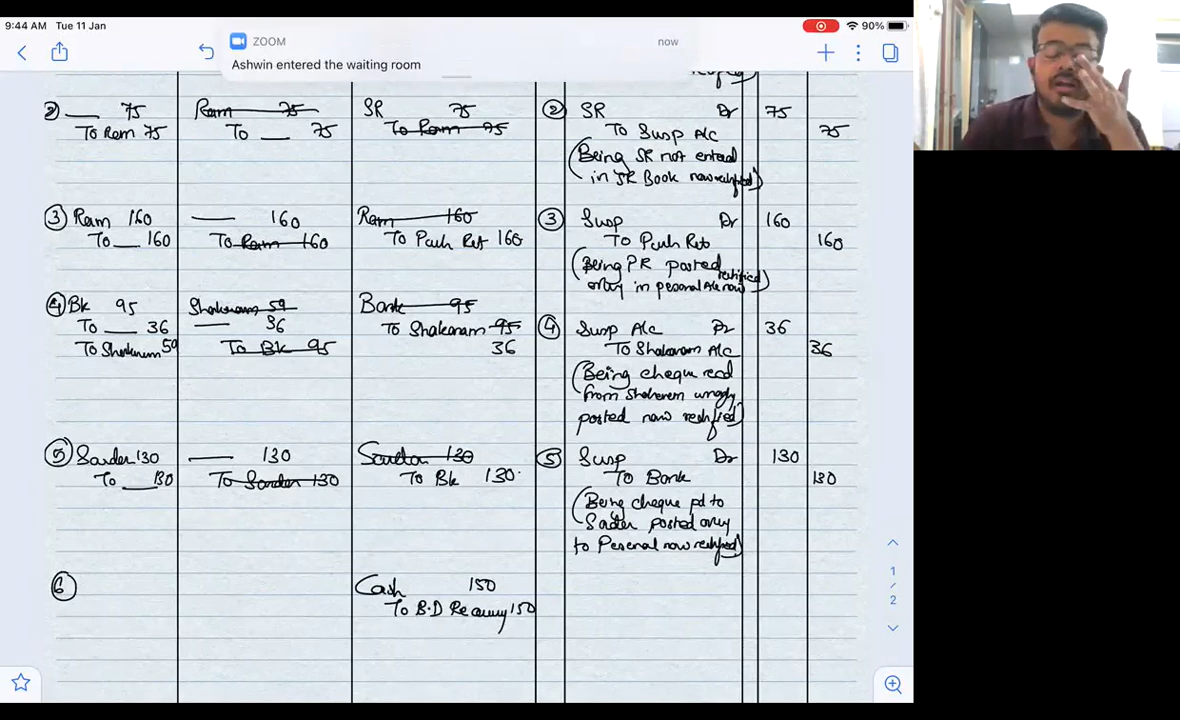 9:44 AM Tue 11 Jan
90%
ZOOM
now
Ashwin entered the waiting room
2) ___ 75 Ram 75 SR 75 ② SR Dr 75
To Ram 75 To ___ 75 To Ram 75 To Susp A/c 75
(Being SR not entered
in SR Book now rectified)
③ Ram 160 ___ 160 Ram 160 ③ Susp Dr 160
To ___ 160 To Ram 160 To Purh Ret 160 To Purh Ret 160
(Being PR posted
only in personal A/c now rectified)
④ Bk 95 Shakaram 59 Bank 95
To ___ 36 ___ 36 To Shakaram 95 ④ Susp A/c Dr 36
To Shakaram 59 To Bk 95 36 To Shakaram A/c 36
(Being cheque recd
from Shakaram wrongly
posted now rectified)
⑤ Sardar 130 ___ 130 Sardar 130 ⑤ Susp Dr 130
To ___ 130 To Sardar 130 To Bk 130 To Bank 130
(Being cheque pd to
Sardar posted only
to Personal now rectified)
⑥ Cash 150
To B.D Recovery 150
1
/
2